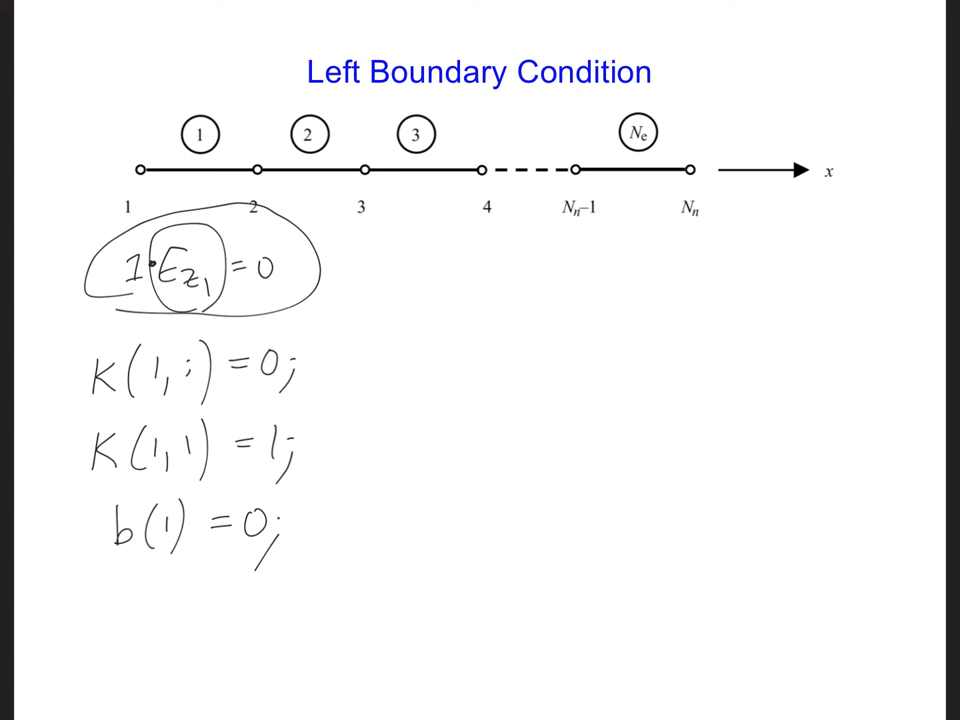 Left Boundary Condition
1 2 3 Ne
x
1 2 3 4 Nn–1 Nn
1·Ez1 = 0
K(1,:) = 0;
K(1,1) = 1;
b(1) = 0;